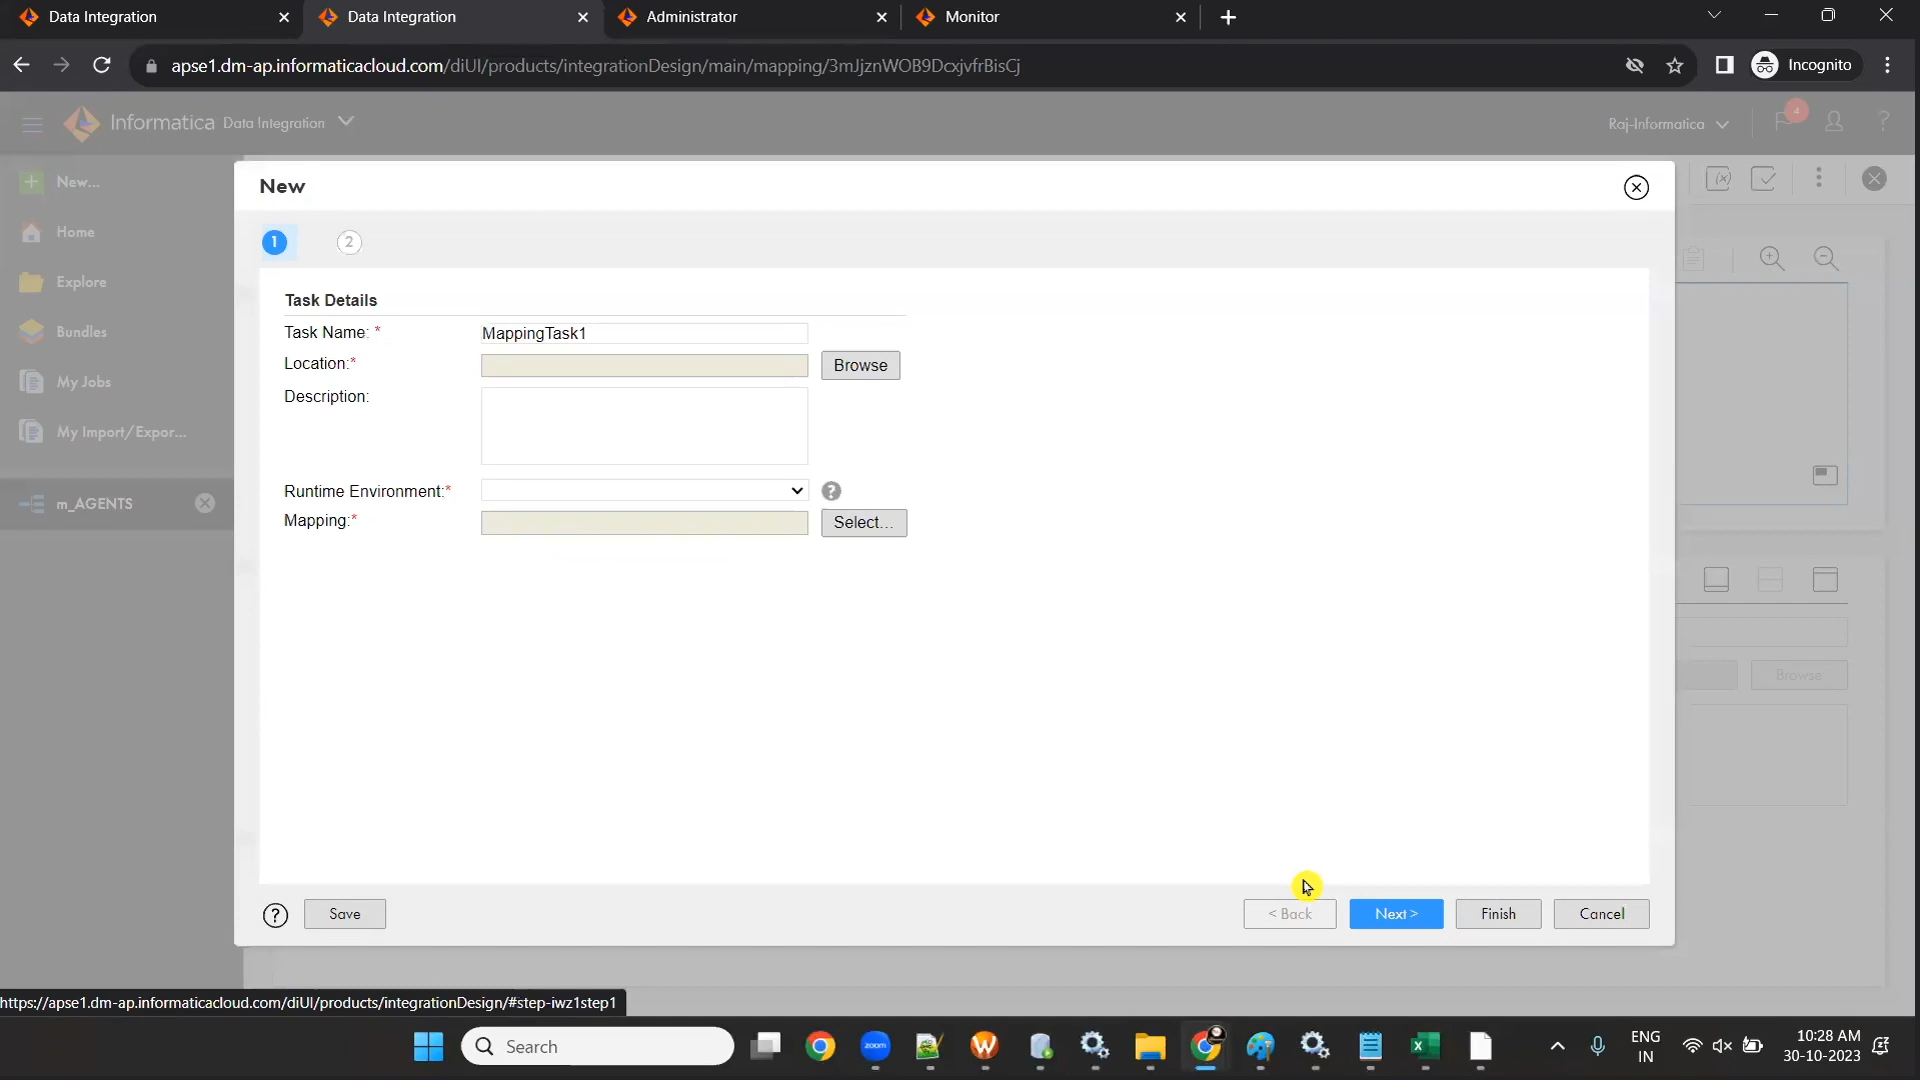 Data Integration
Data Integration
Administrator
Monitor
apse1.dm-ap.informaticacloud.com/diUI/products/integrationDesign/main/mapping/3mJjznWOB9DcxjvfrBisCj
Incognito
Informatica Data Integration
Raj-Informatica
4
?
New...
Home
Explore
Bundles
My Jobs
My Import/Expor...
m_AGENTS
New
1
2
Task Details
Task Name: *
MappingTask1
Location:*
Browse
Description:
Runtime Environment:*
?
Mapping:*
Select...
(x)
Browse
?
Save
< Back
Next >
Finish
Cancel
https://apse1.dm-ap.informaticacloud.com/diUI/products/integrationDesign/#step-iwz1step1
Search
zoom
ENG
IN
10:28 AM
30-10-2023